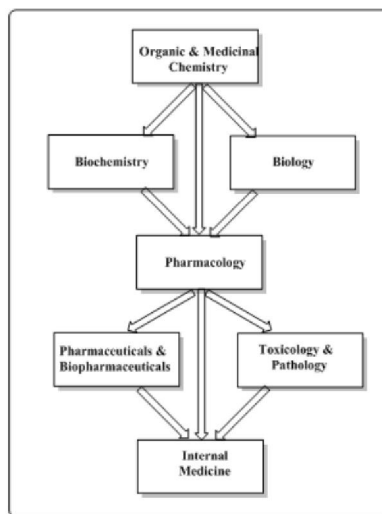 Organic & Medicinal
Chemistry
Biochemistry
Biology
Pharmacology
Pharmaceuticals &
Biopharmaceuticals
Toxicology &
Pathology
Internal
Medicine